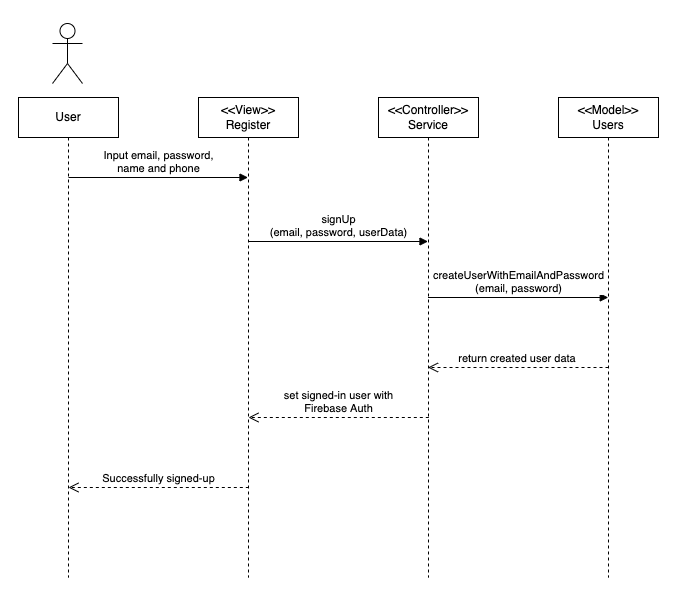 User
<<View>>
Register
<<Controller>>
Service
<<Model>>
Users
Input email, password,
name and phone
signUp
(email, password, userData)
createUserWithEmailAndPassword
(email, password)
return created user data
set signed-in user with
Firebase Auth
Successfully signed-up